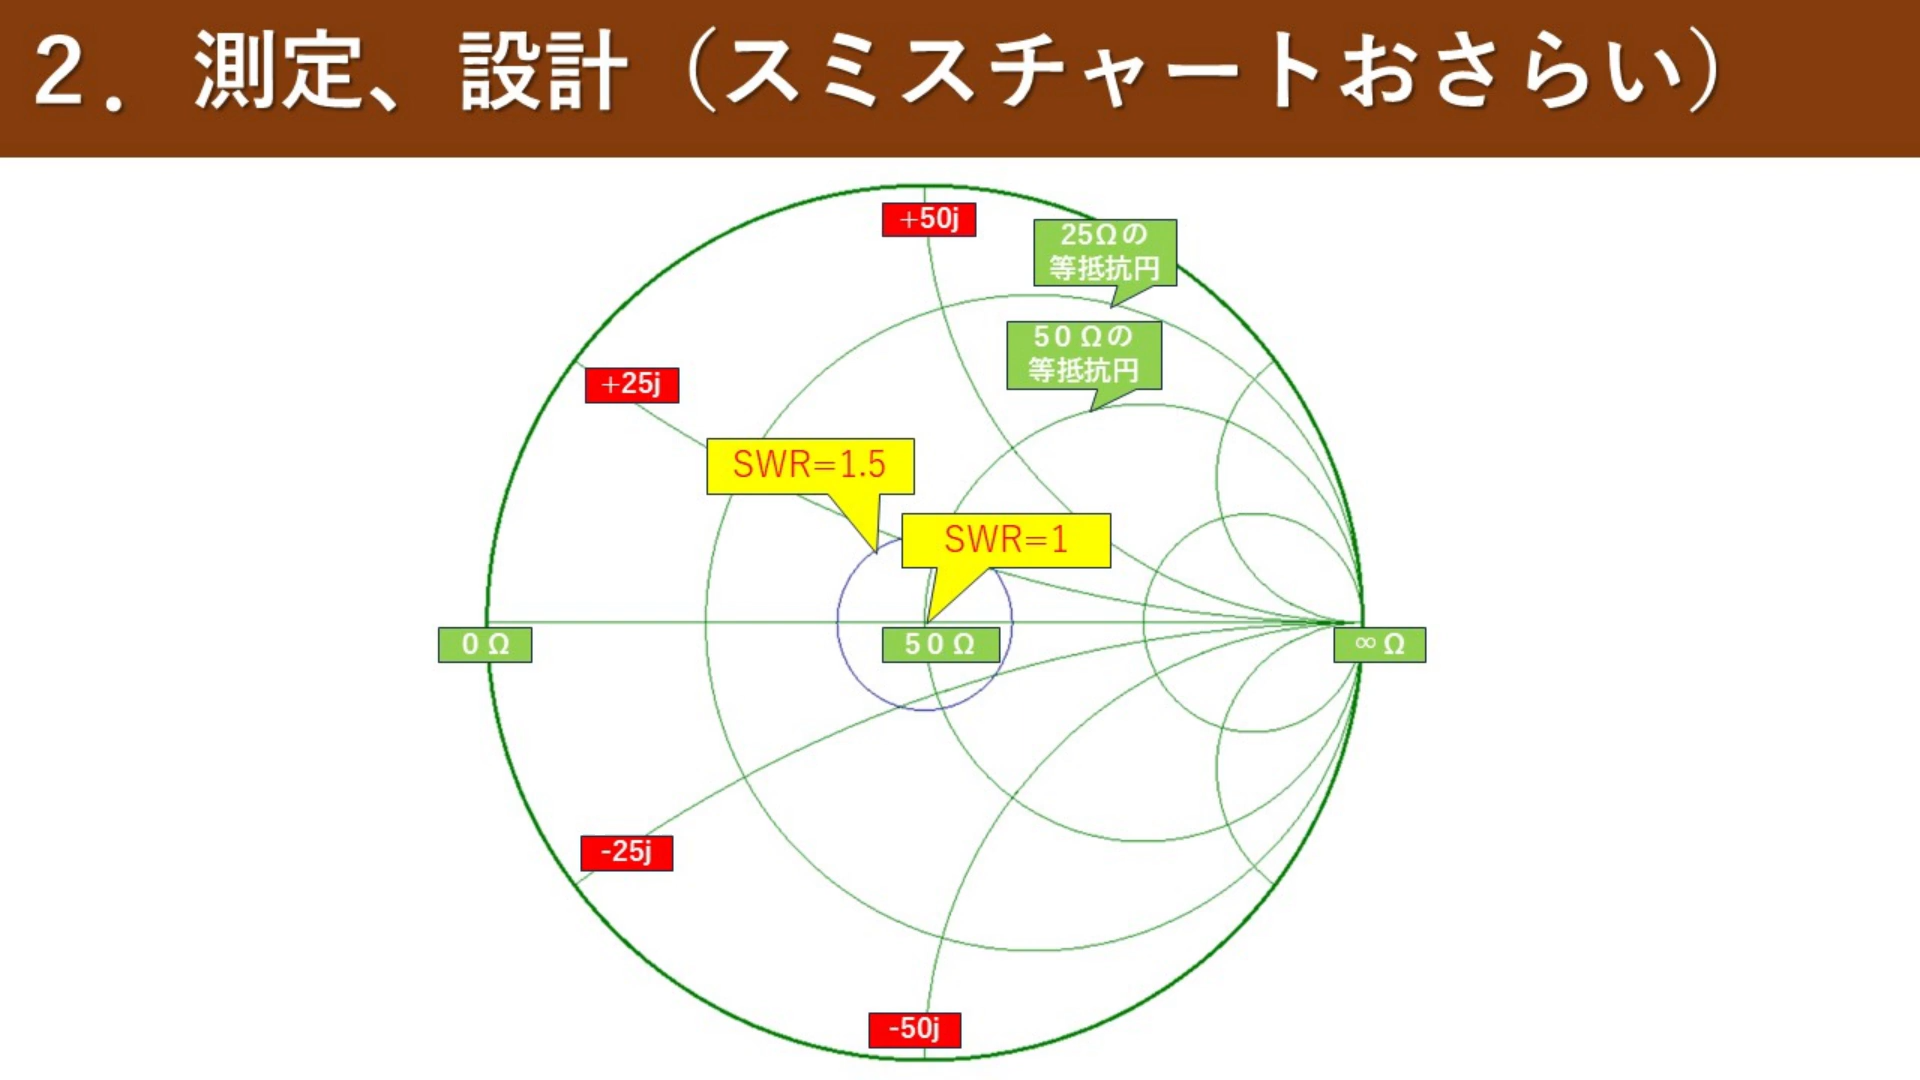 ２．測定、設計（スミスチャートおさらい）
+50j
25Ωの
等抵抗円
５０Ωの
等抵抗円
+25j
SWR=1.5
SWR=1
０Ω
５０Ω
∞Ω
-25j
-50j